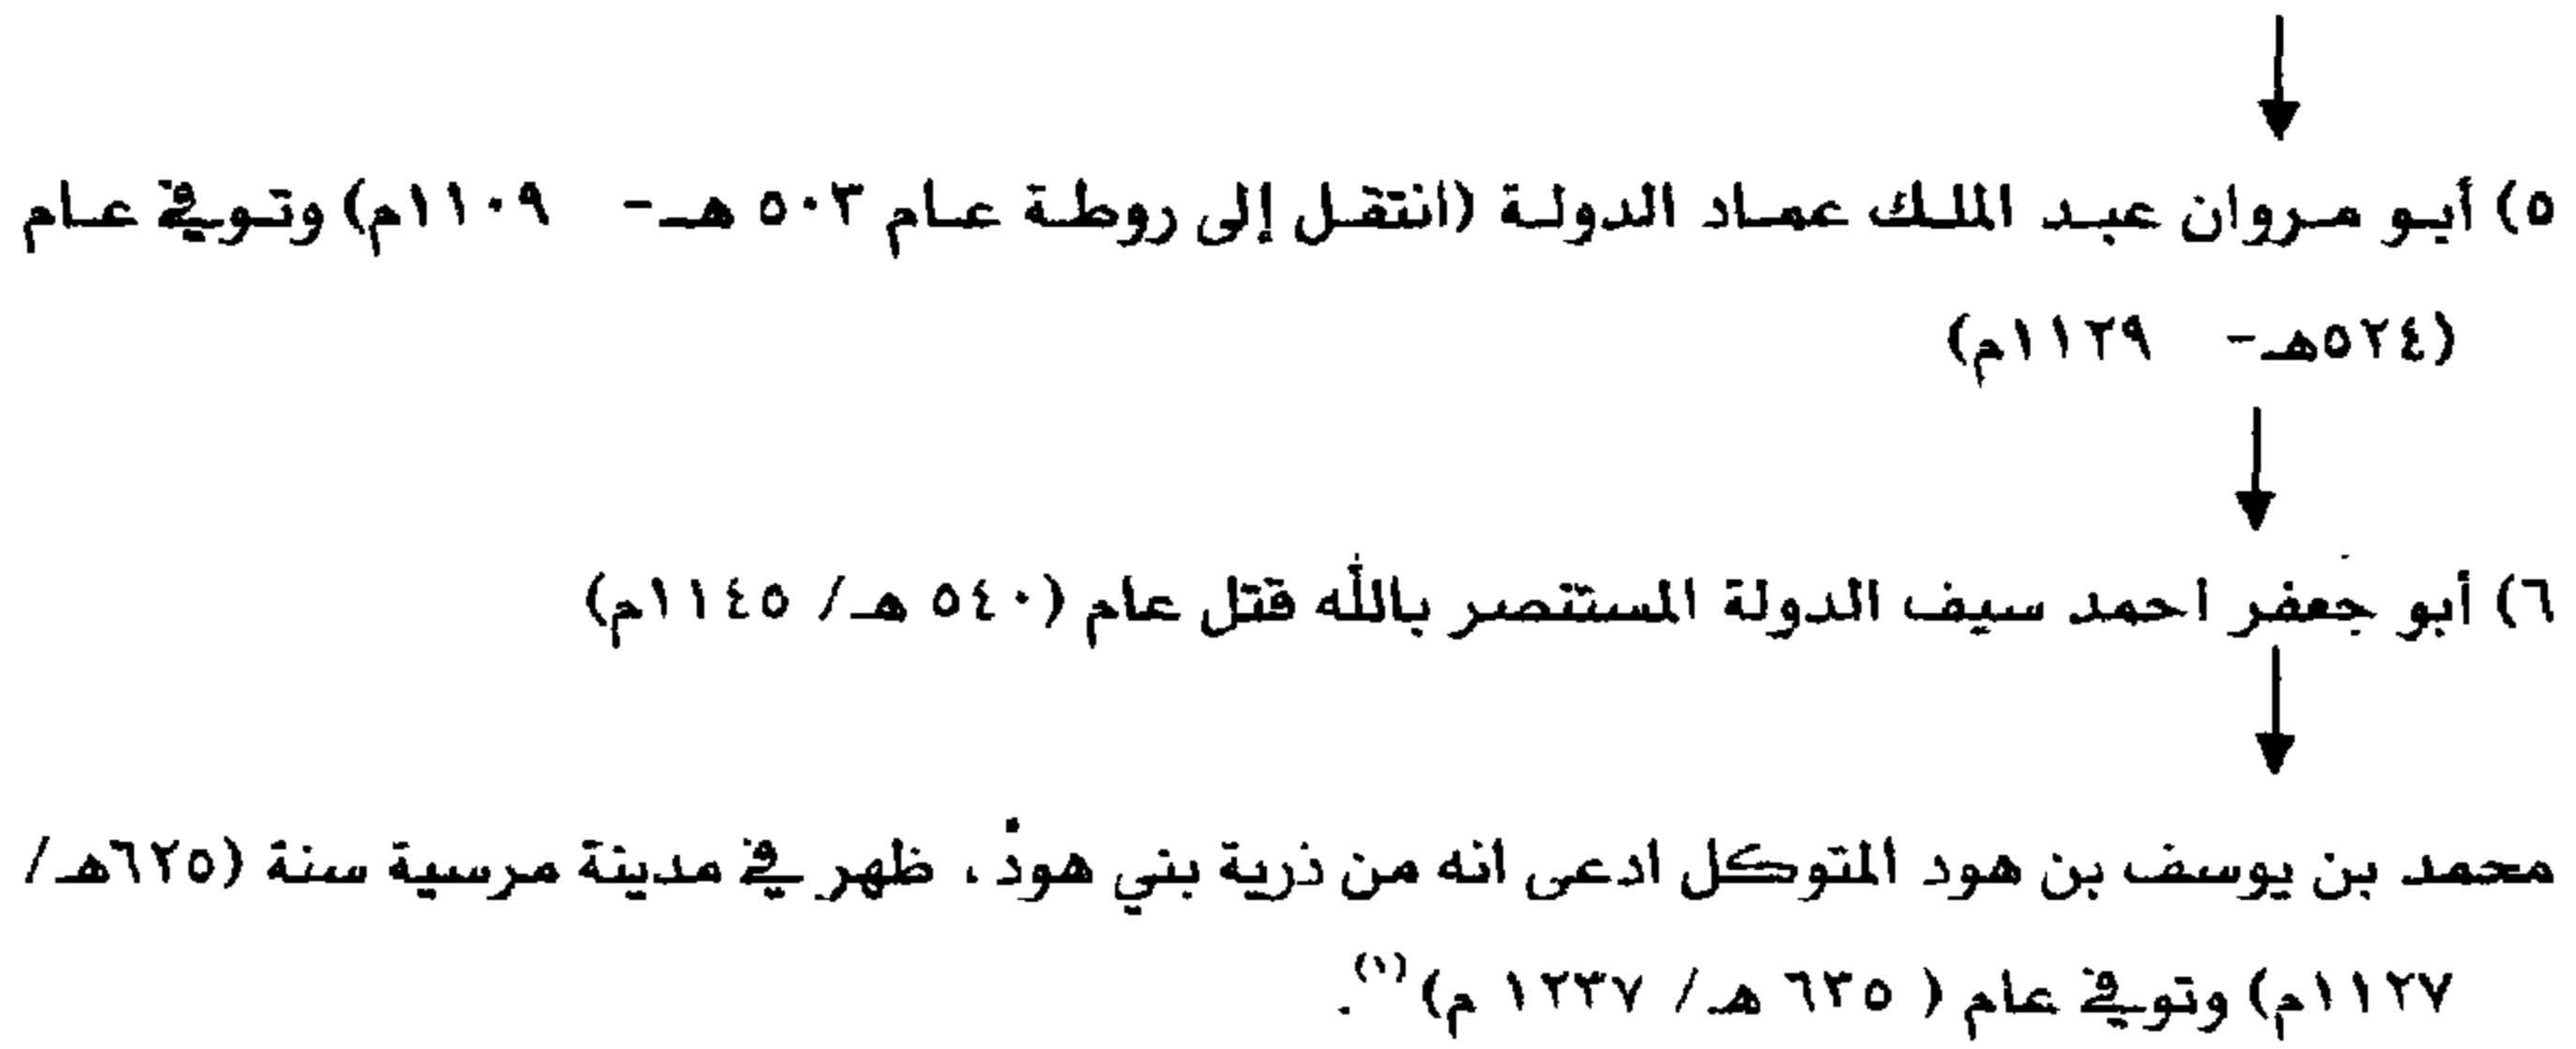 ٥) أبو مروان عبد الملك عماد الدولة (انتقل إلى روطة عام ٥٠٣ هـ- ١١٠٩م) وتوفي عام
(٥٢٤هـ- ١١٢٩م)
٦) أبو جعفر احمد سيف الدولة المستنصر بالله قتل عام (٥٤٠ هـ/ ١١٤٥م)
محمد بن يوسف بن هود المتوكل ادعى انه من ذرية بني هود، ظهر في مدينة مرسية سنة (٦٢٥هـ/
١١٢٧م) وتوفي عام ( ٦٣٥ هـ/ ١٢٣٧ م)(١).